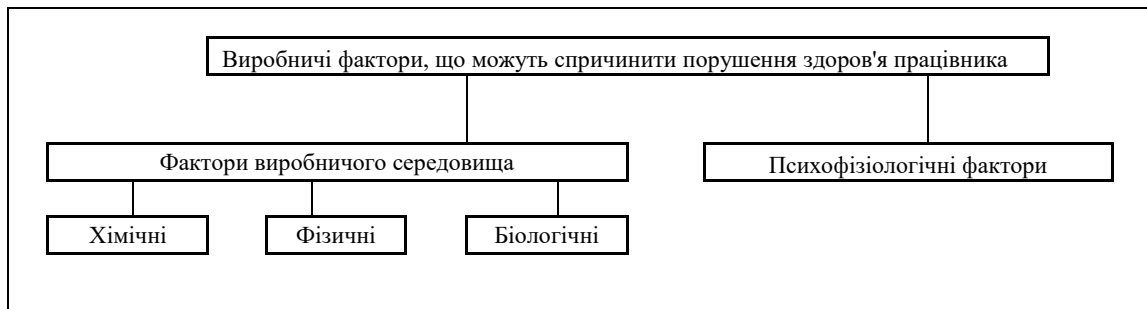 Виробничі фактори, що можуть спричинити порушення здоров'я працівника
Фактори виробничого середовища
Психофізіологічні фактори
Хімічні
Фізичні
Біологічні